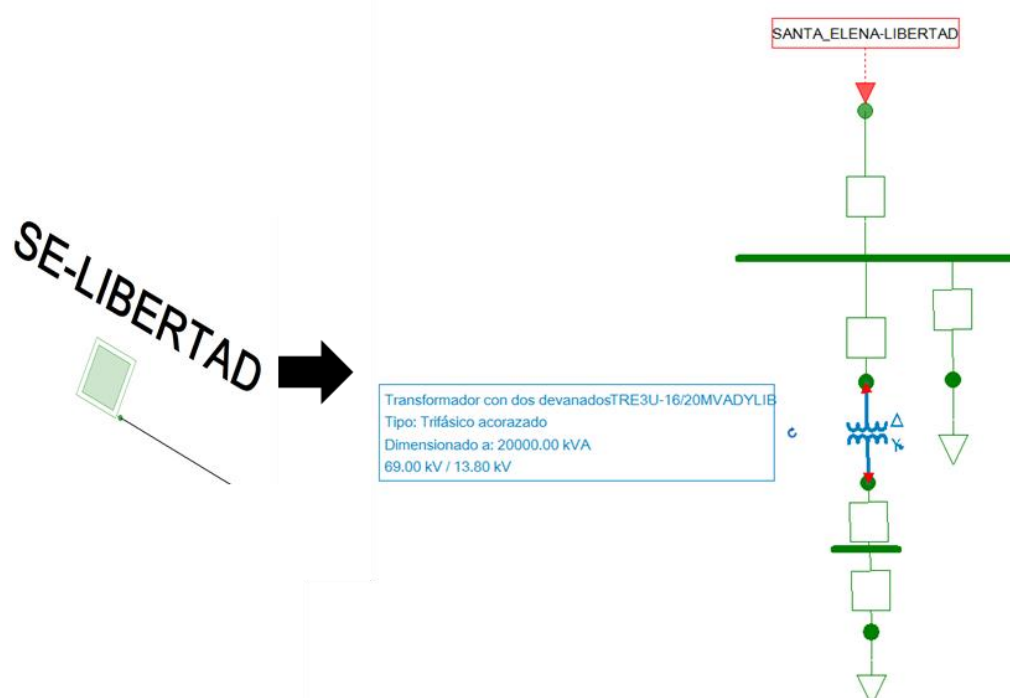 SANTA_ELENA-LIBERTAD
SE-LIBERTAD
Transformador con dos devanadosTRE3U-16/20MVADYLIB
Tipo: Trifásico acorazado
Dimensionado a: 20000.00 kVA
69.00 kV / 13.80 kV